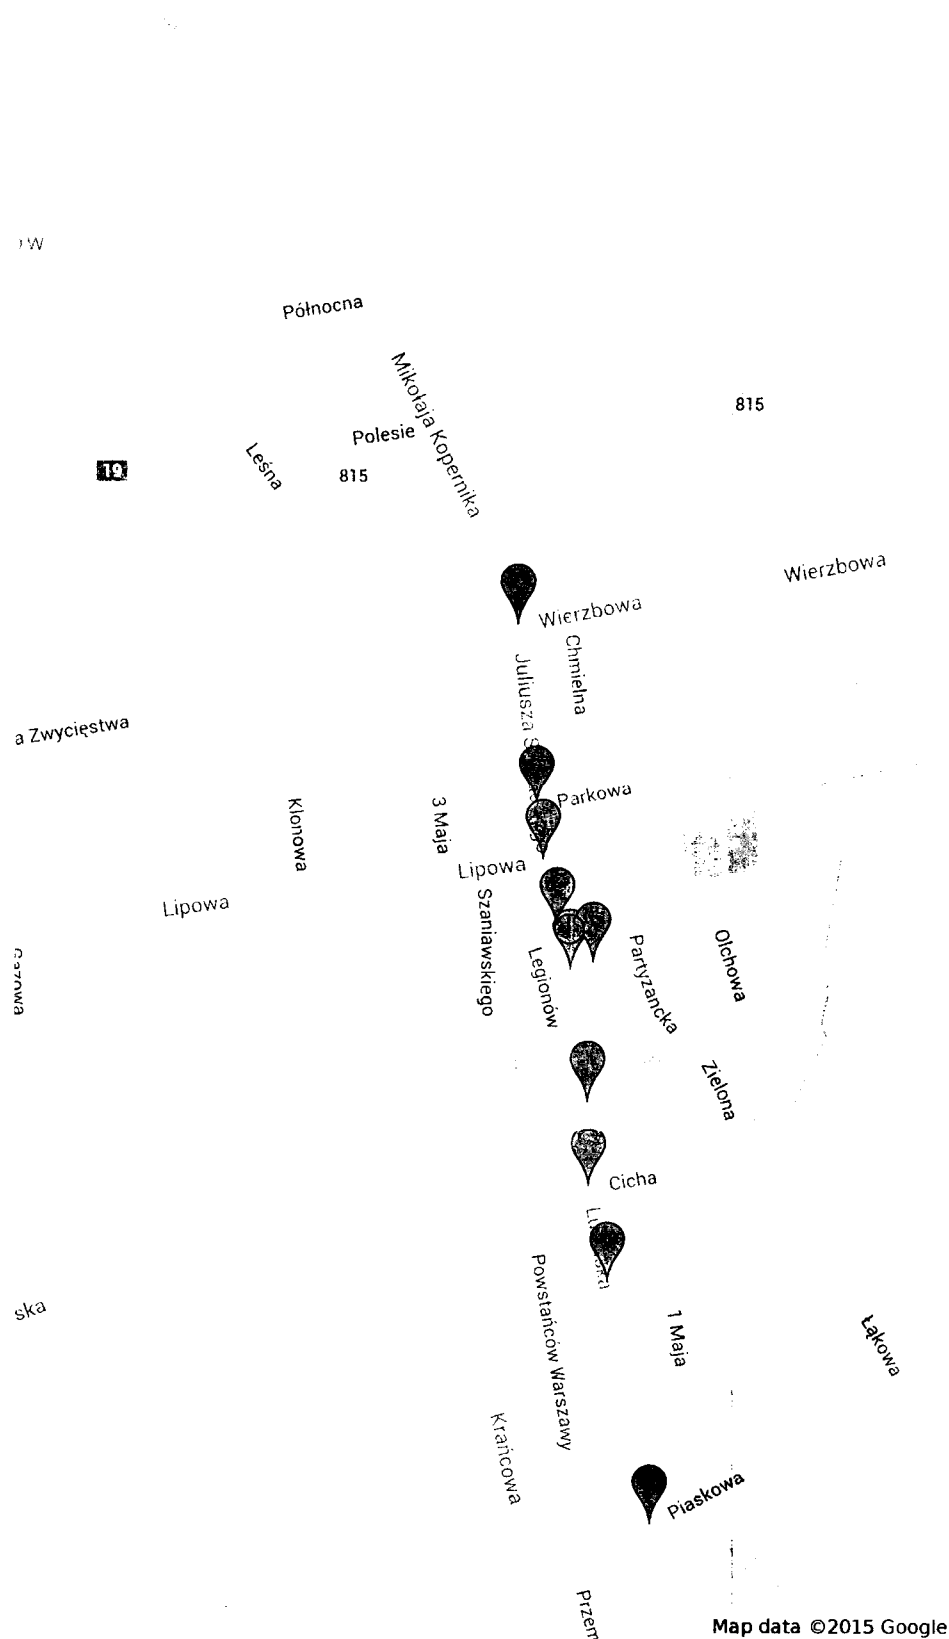 Północna
Mikołaja Kopernika
815
Polesie
Leśna
19
815
Wierzbowa
Wierzbowa
Chmielna
Juliusza
a Zwycięstwa
Parkowa
Klonowa
3 Maja
Lipowa
Lipowa
Szaniawskiego
Legionów
Partyzancka
Olchowa
Zielona
Cicha
ska
Powstańców Warszawy
1 Maja
Łąkowa
Krańcowa
Piaskowa
Przem
Map data ©2015 Google